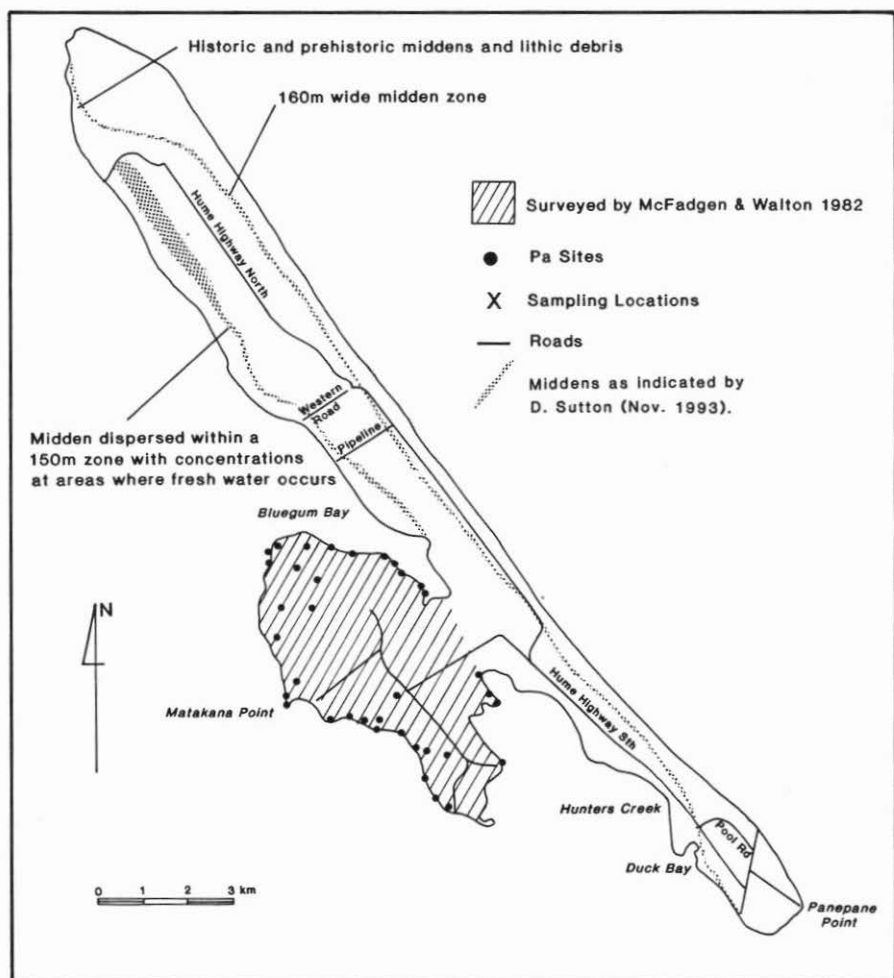 Historic and prehistoric middens and lithic debris
160m wide midden zone
Hume Highway North
Surveyed by McFadgen & Walton 1982
Pa Sites
X
Sampling Locations
Roads
Middens as indicated by
D. Sutton (Nov. 1993).
Western
Road
Pipeline
Midden dispersed within a
150m zone with concentrations
at areas where fresh water occurs
Bluegum Bay
N
Matakana Point
Hume Highway Sth
Hunters Creek
Pool Rd
Duck Bay
Panepane
Point
0 1 2 3 km